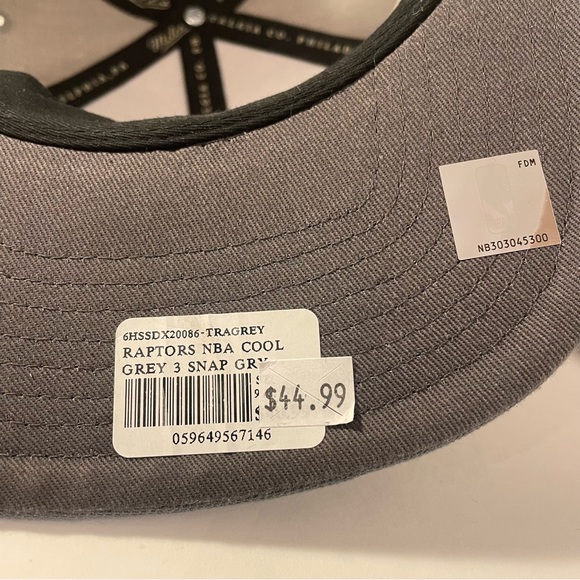 FDM
NB303045300
6HSSDX20086-TRAGREY
RAPTORS NBA COOL
GREY 3 SNAP GRY
$44.99
059649567146